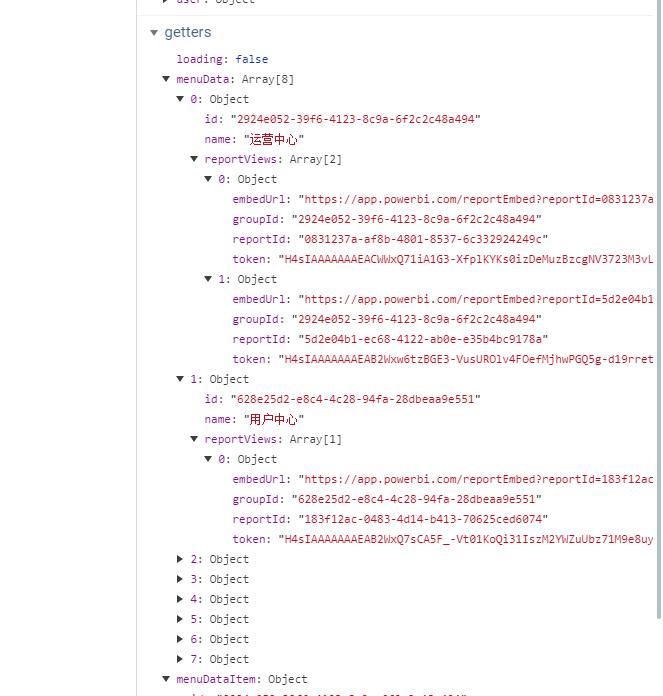 user: Object
getters
loading: false
menuData: Array[8]
0: Object
id: "2924e052-39f6-4123-8c9a-6f2c2c48a494"
name: "运营中心"
reportViews: Array[2]
0: Object
embedUrl: "https://app.powerbi.com/reportEmbed?reportId=0831237a
groupId: "2924e052-39f6-4123-8c9a-6f2c2c48a494"
reportId: "0831237a-af8b-4801-8537-6c332924249c"
token: "H4sIAAAAAAAEACWWxQ71iA1G3-XfplKYKs0izDeMuzBzcgNV3723M3vL
1: Object
embedUrl: "https://app.powerbi.com/reportEmbed?reportId=5d2e04b1
groupId: "2924e052-39f6-4123-8c9a-6f2c2c48a494"
reportId: "5d2e04b1-ec68-4122-ab0e-e35b4bc9178a"
token: "H4sIAAAAAAAEAB2Wxw6tzBGE3-VusUROlv4FOefMjhwPGQ5g-d19rret
1: Object
id: "628e25d2-e8c4-4c28-94fa-28dbeaa9e551"
name: "用户中心"
reportViews: Array[1]
0: Object
embedUrl: "https://app.powerbi.com/reportEmbed?reportId=183f12ac
groupId: "628e25d2-e8c4-4c28-94fa-28dbeaa9e551"
reportId: "183f12ac-0483-4d14-b413-70625ced6074"
token: "H4sIAAAAAAAEAB2WxQ7sCA5F_-Vt01KoQi31IszM2YWZuUbz71M9e8uy
2: Object
3: Object
4: Object
5: Object
6: Object
7: Object
menuDataItem: Object